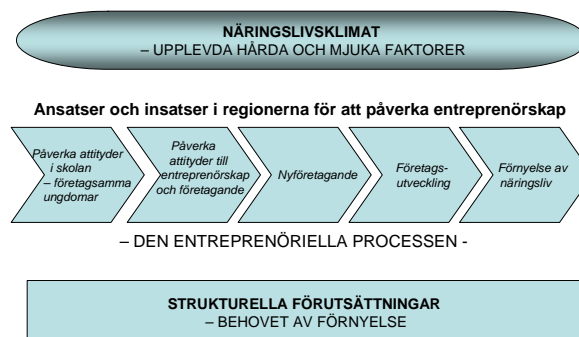 NÄRINGSLIVSKLIMAT
– UPPLEVDA HÅRDA OCH MJUKA FAKTORER
Ansatser och insatser i regionerna för att påverka entreprenörskap
Påverka attityder
i skolan
– företagsamma
ungdomar
Påverka
attityder till
entreprenörskap
och företagande
Nyföretagande
Företags-
utveckling
Förnyelse av
näringsliv
– DEN ENTREPRENÖRIELLA PROCESSEN -
STRUKTURELLA FÖRUTSÄTTNINGAR
– BEHOVET AV FÖRNYELSE